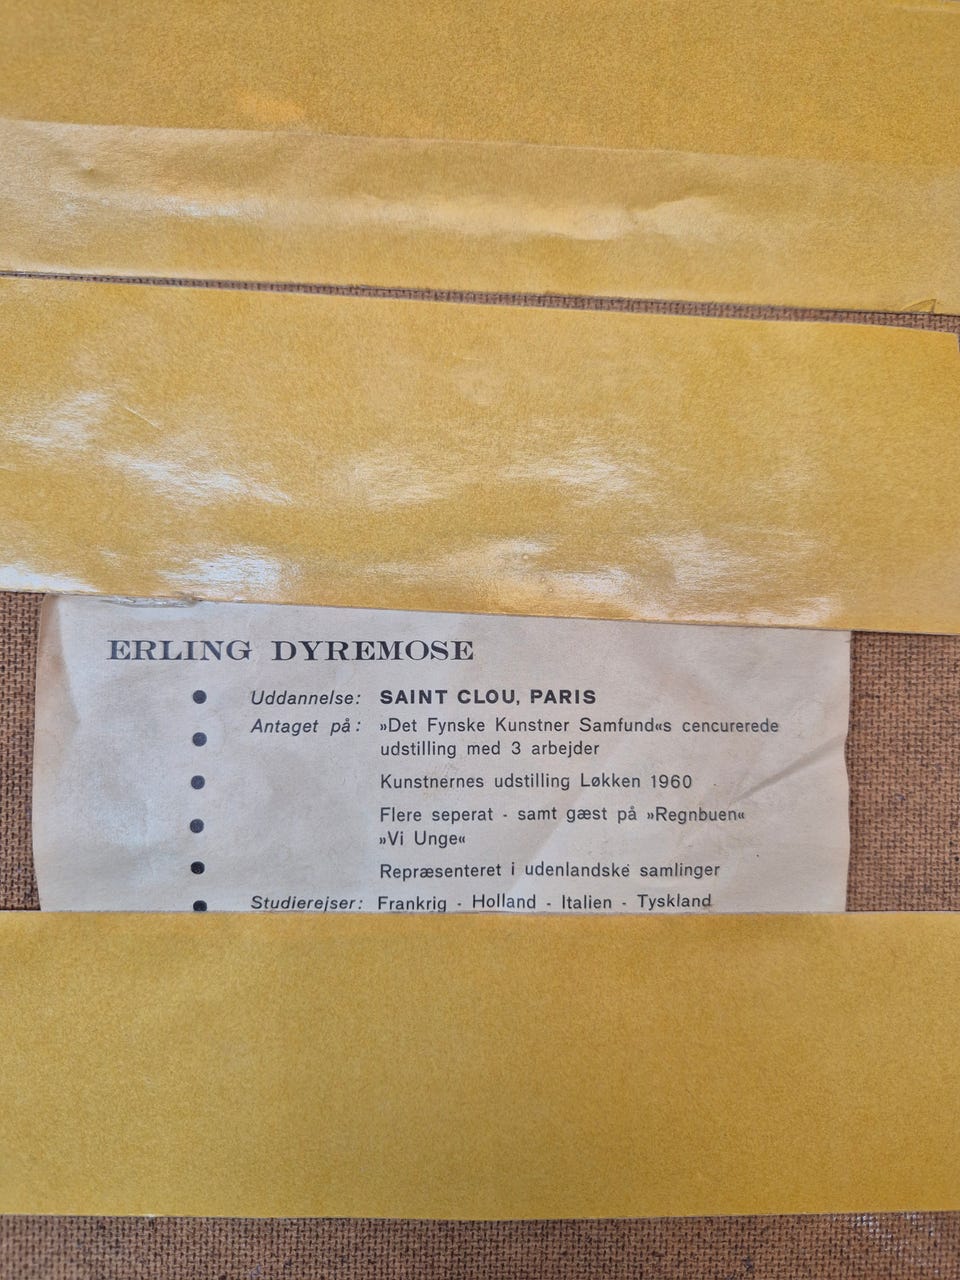 ERLING DYREMOSE
● Uddannelse: SAINT CLOU, PARIS
● Antaget på: »Det Fynske Kunstner Samfund«s cencurerede
udstilling med 3 arbejder
● Kunstnernes udstilling Løkken 1960
● Flere seperat - samt gæst på »Regnbuen«
»Vi Unge«
● Repræsenteret i udenlandske samlinger
● Studierejser: Frankrig - Holland - Italien - Tyskland